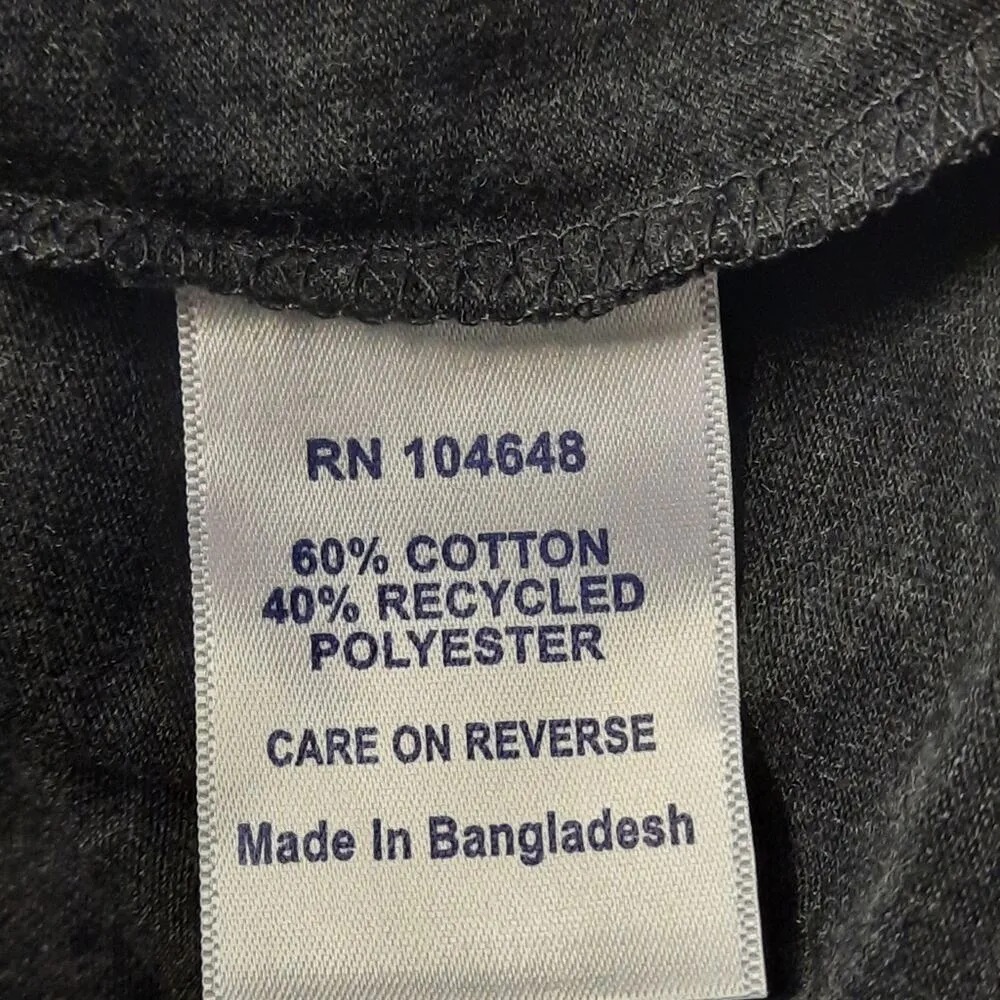 RN 104648
60% COTTON
40% RECYCLED
POLYESTER
CARE ON REVERSE
Made In Bangladesh